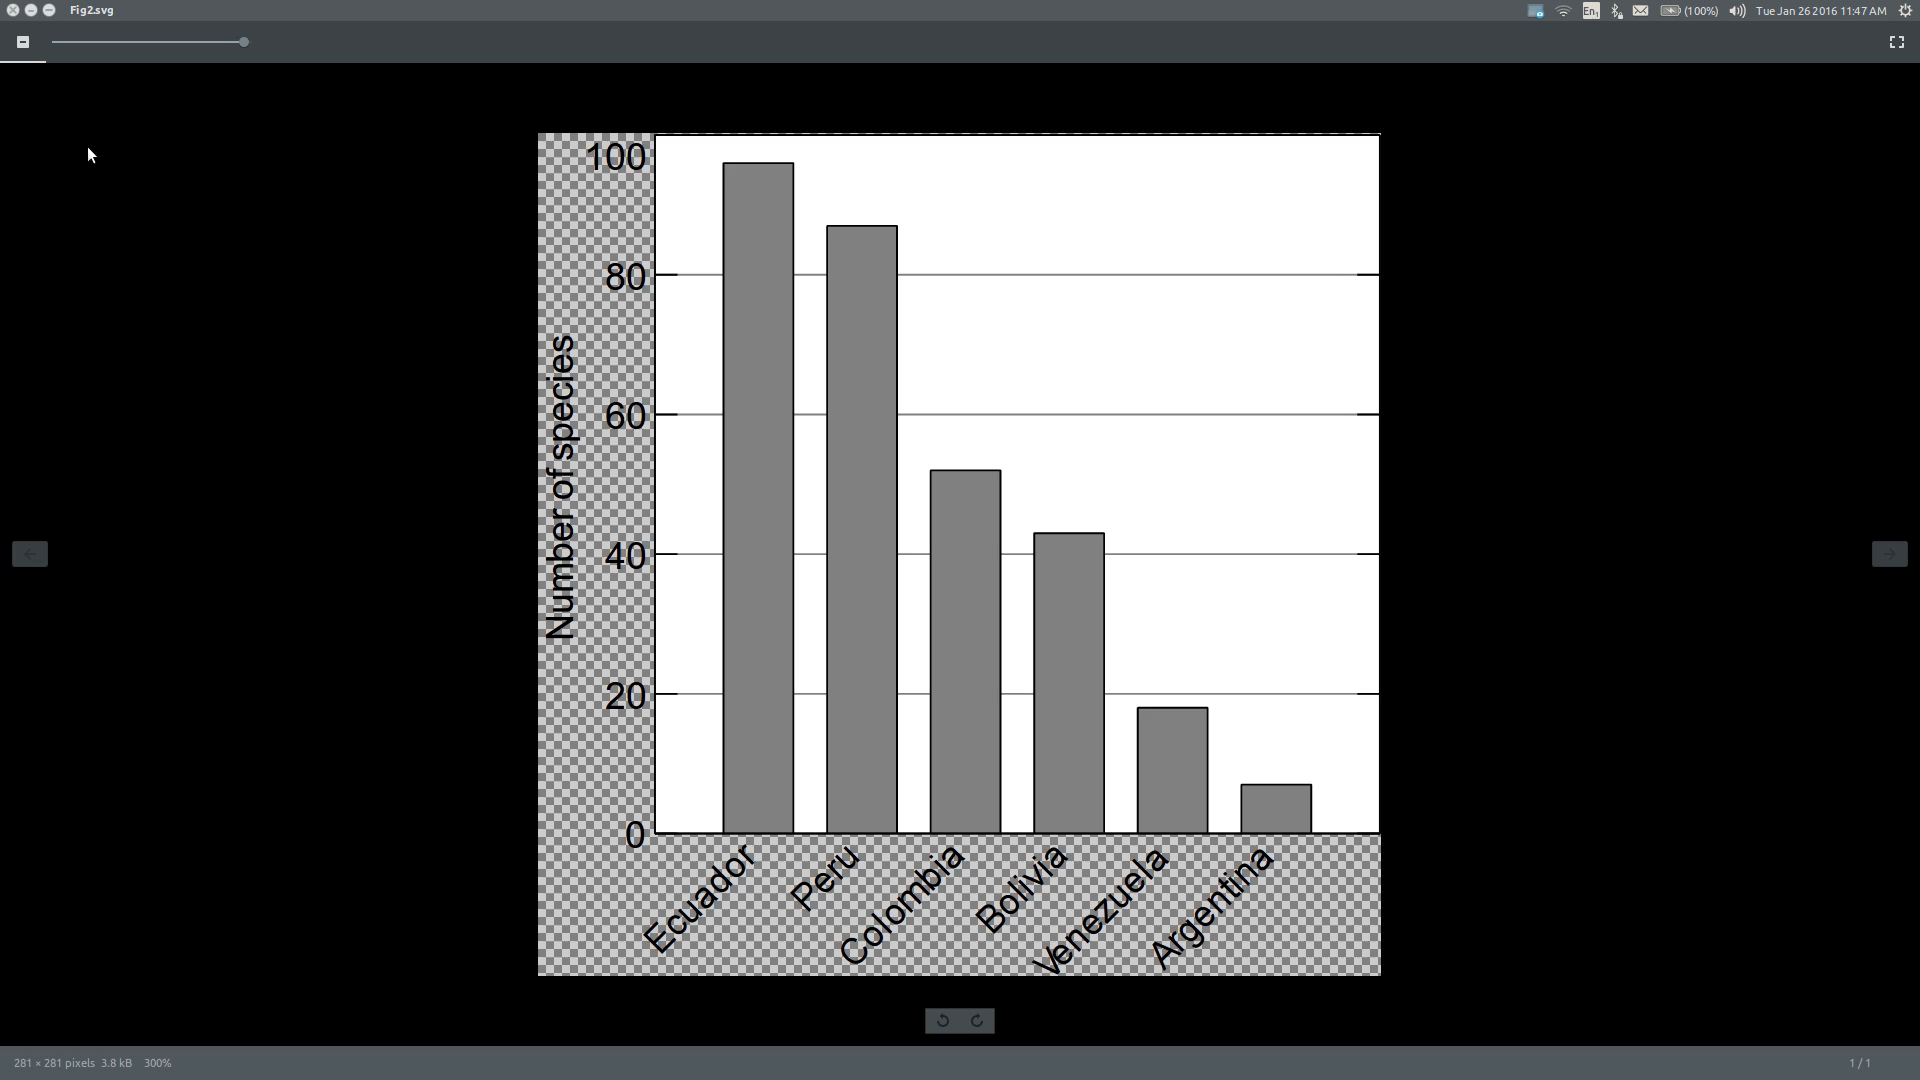 Fig2.svg
En1
(100%)
Tue Jan 26 2016 11:47 AM
100
80
60
40
20
0
Number of species
Ecuador
Peru
Colombia
Bolivia
Venezuela
Argentina
281 × 281 pixels 3.8 kB 300%
1 / 1